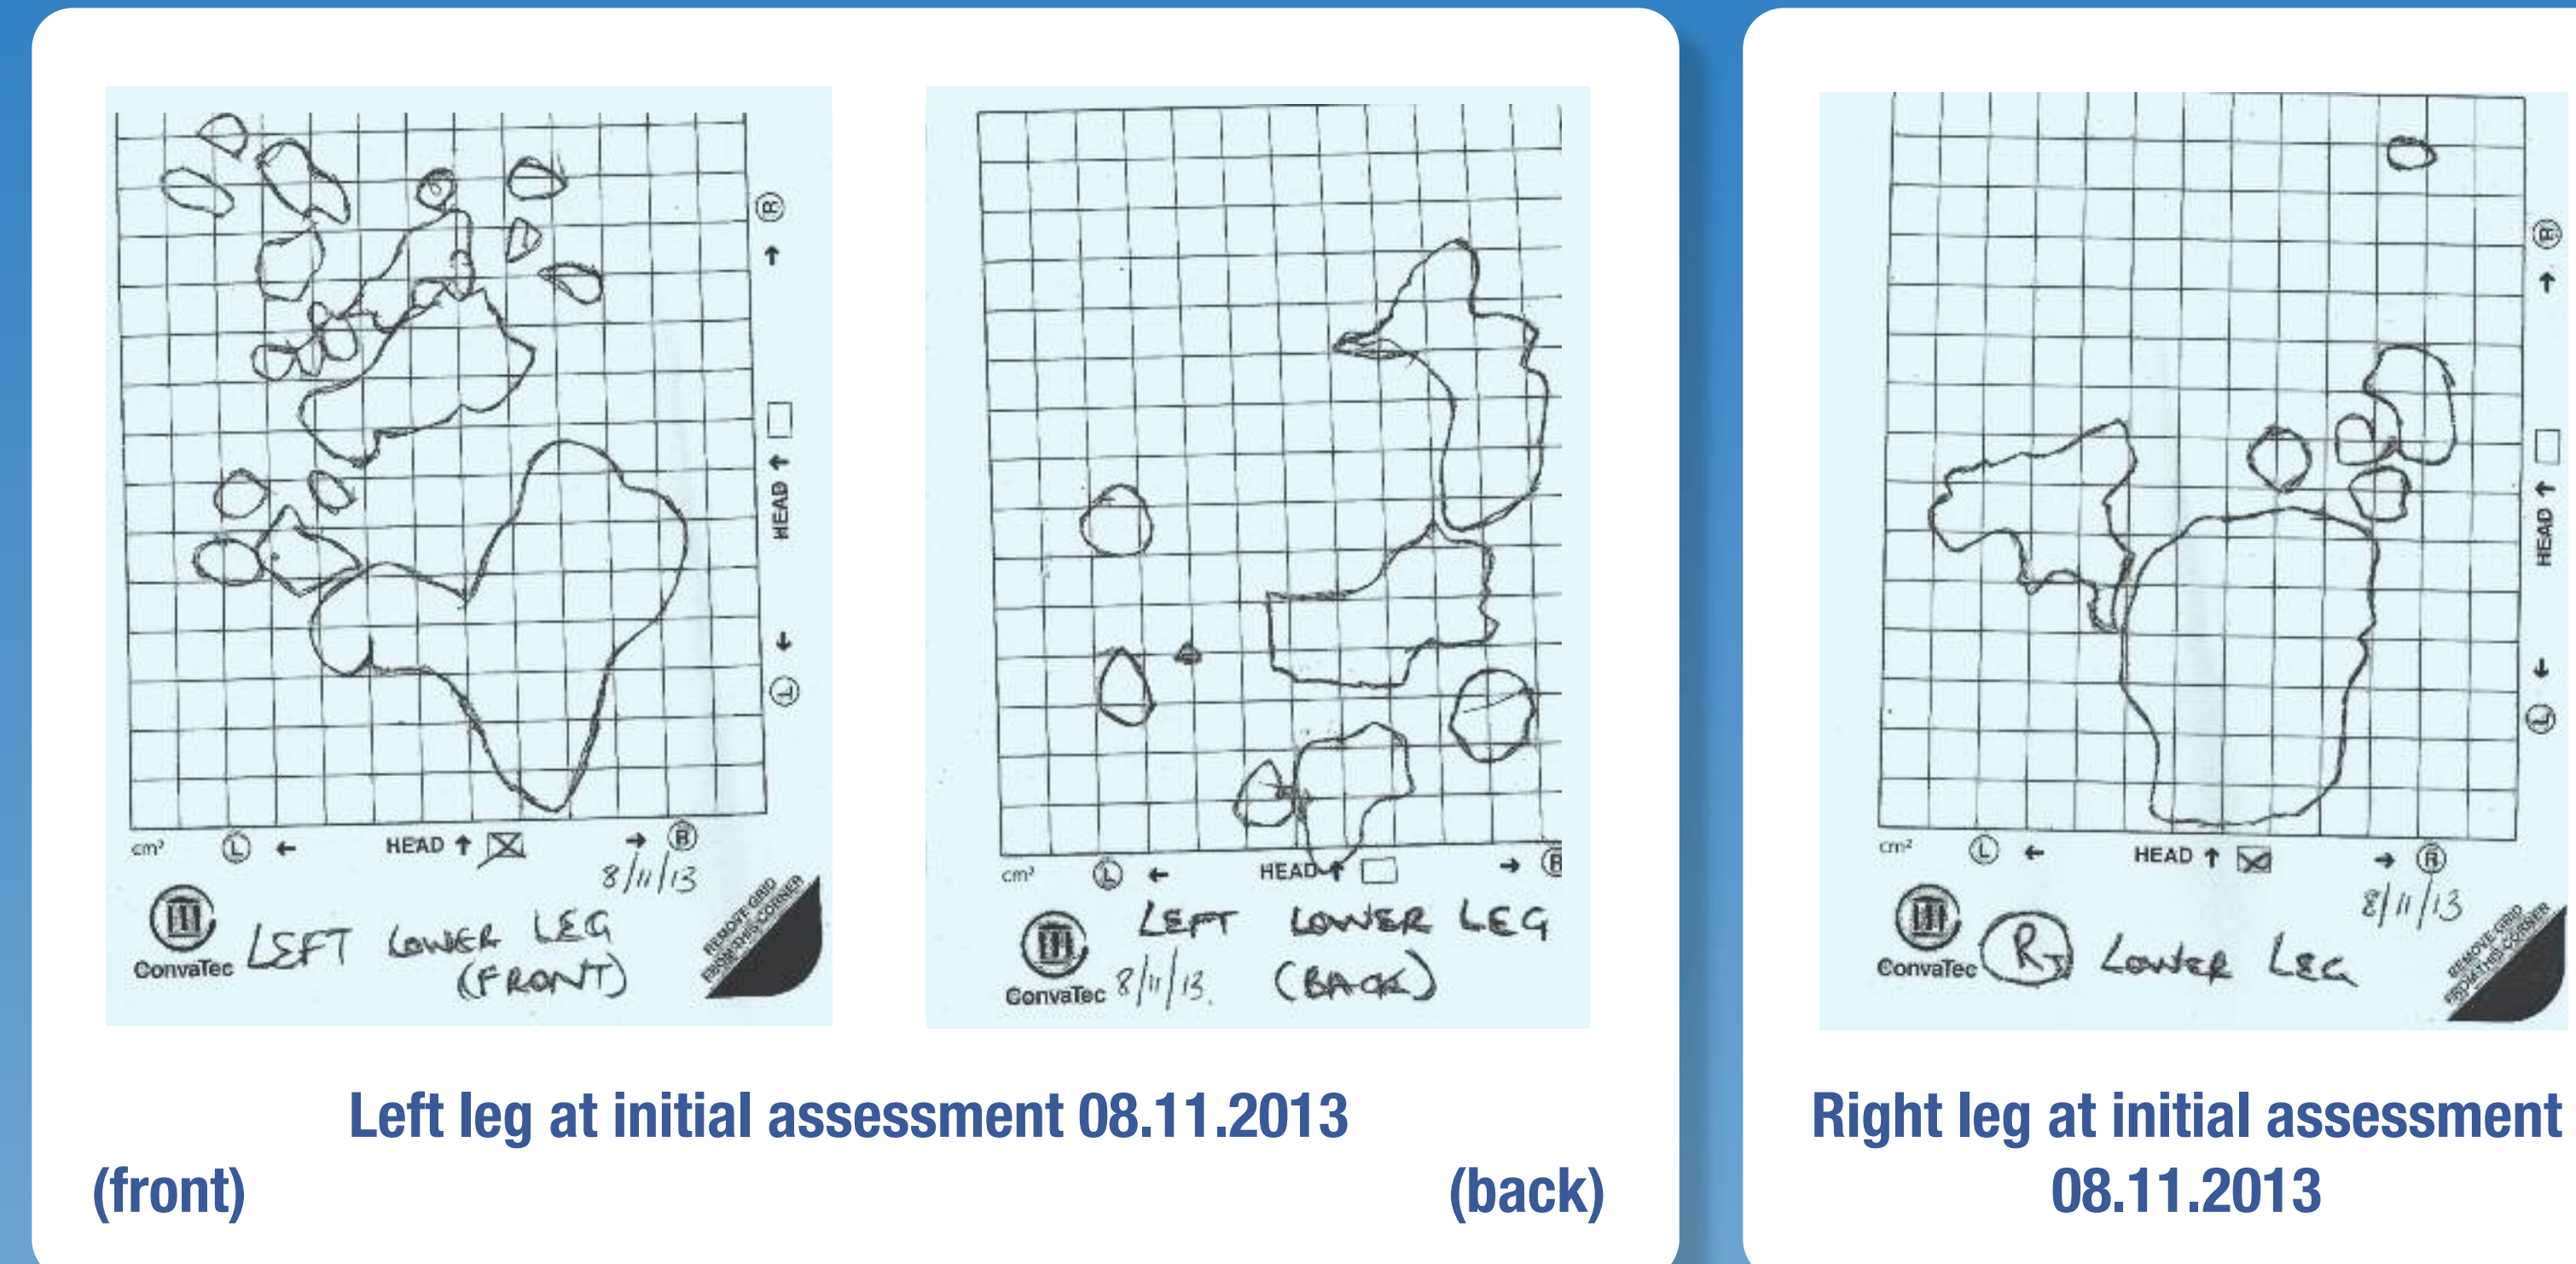 R
↑
HEAD ↑
↓
L
cm²
L ← HEAD ↑ → R
8/11/13
ConvaTec
LEFT LOWER LEG
(FRONT)
REMOVE GRID
FROM THIS CORNER
cm²
L ← HEAD ↑ → R
LEFT LOWER LEG
ConvaTec 8/11/13. (BACK)
Left leg at initial assessment 08.11.2013
(front) (back)
R
↑
HEAD ↑
↓
L
cm²
L ← HEAD ↑ → R
8/11/13
ConvaTec
RT LOWER LEG
REMOVE GRID
FROM THIS CORNER
Right leg at initial assessment
08.11.2013